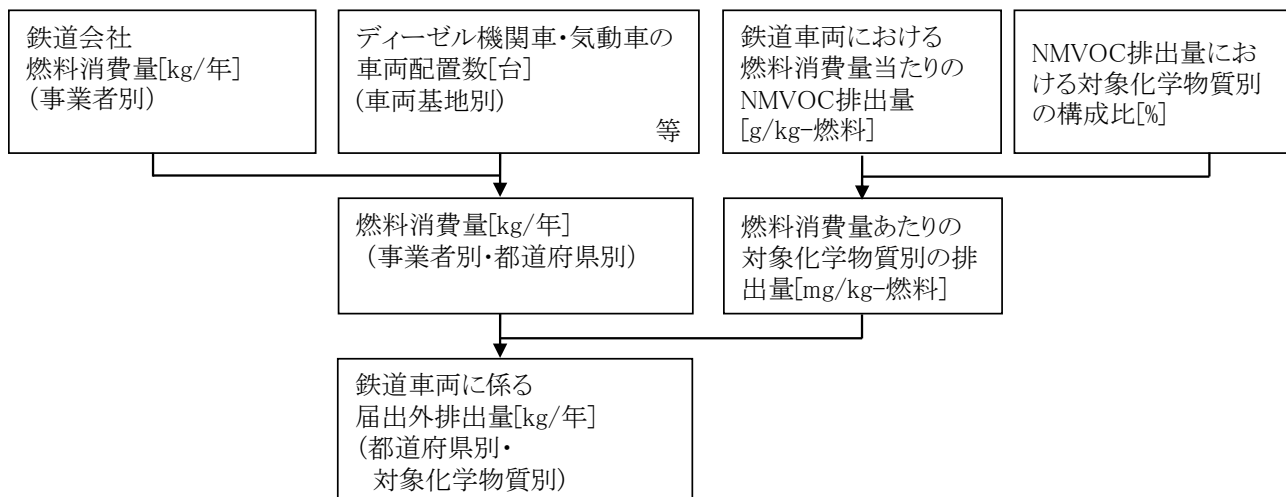 鉄道会社
燃料消費量[kg/年]
(事業者別)
ディーゼル機関車・気動車の
車両配置数[台]
(車両基地別)
等
鉄道車両における
燃料消費量当たりの
NMVOC排出量
[g/kg-燃料]
NMVOC排出量にお
ける対象化学物質別
の構成比[%]
燃料消費量[kg/年]
(事業者別・都道府県別)
燃料消費量あたりの
対象化学物質別の排
出量[mg/kg-燃料]
鉄道車両に係る
届出外排出量[kg/年]
(都道府県別・
対象化学物質別)